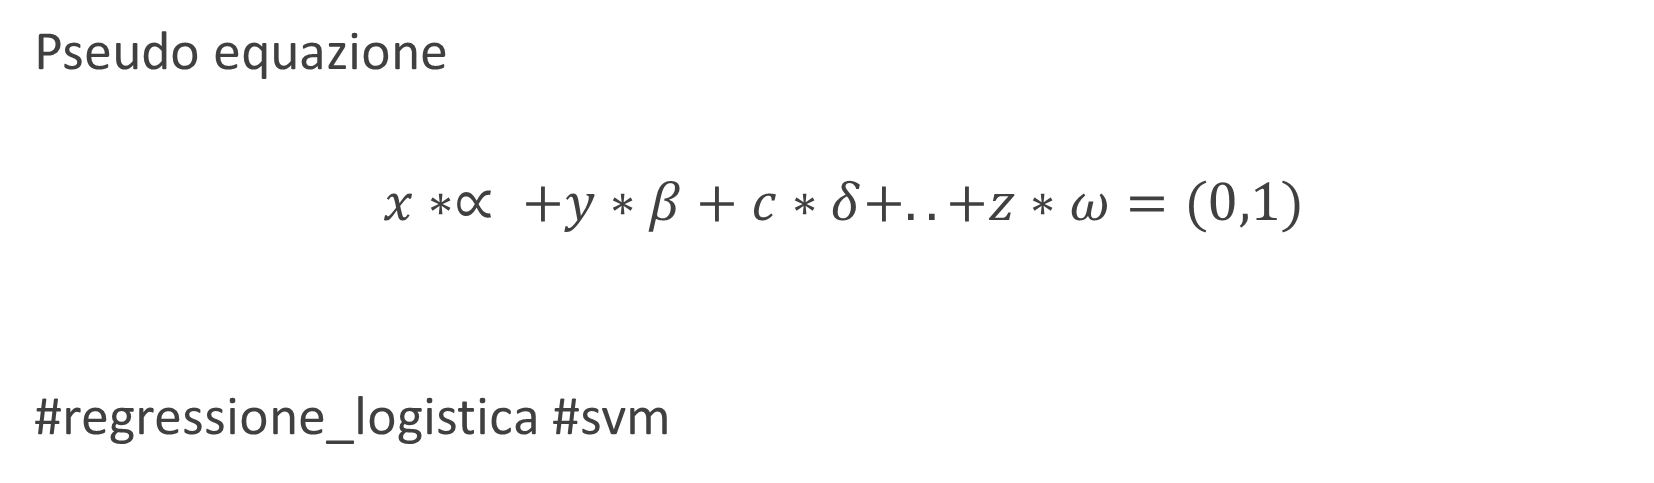 Pseudo equazione
x ∗∝ +y ∗ β + c ∗ δ+..+z ∗ ω = (0,1)
#regressione_logistica #svm